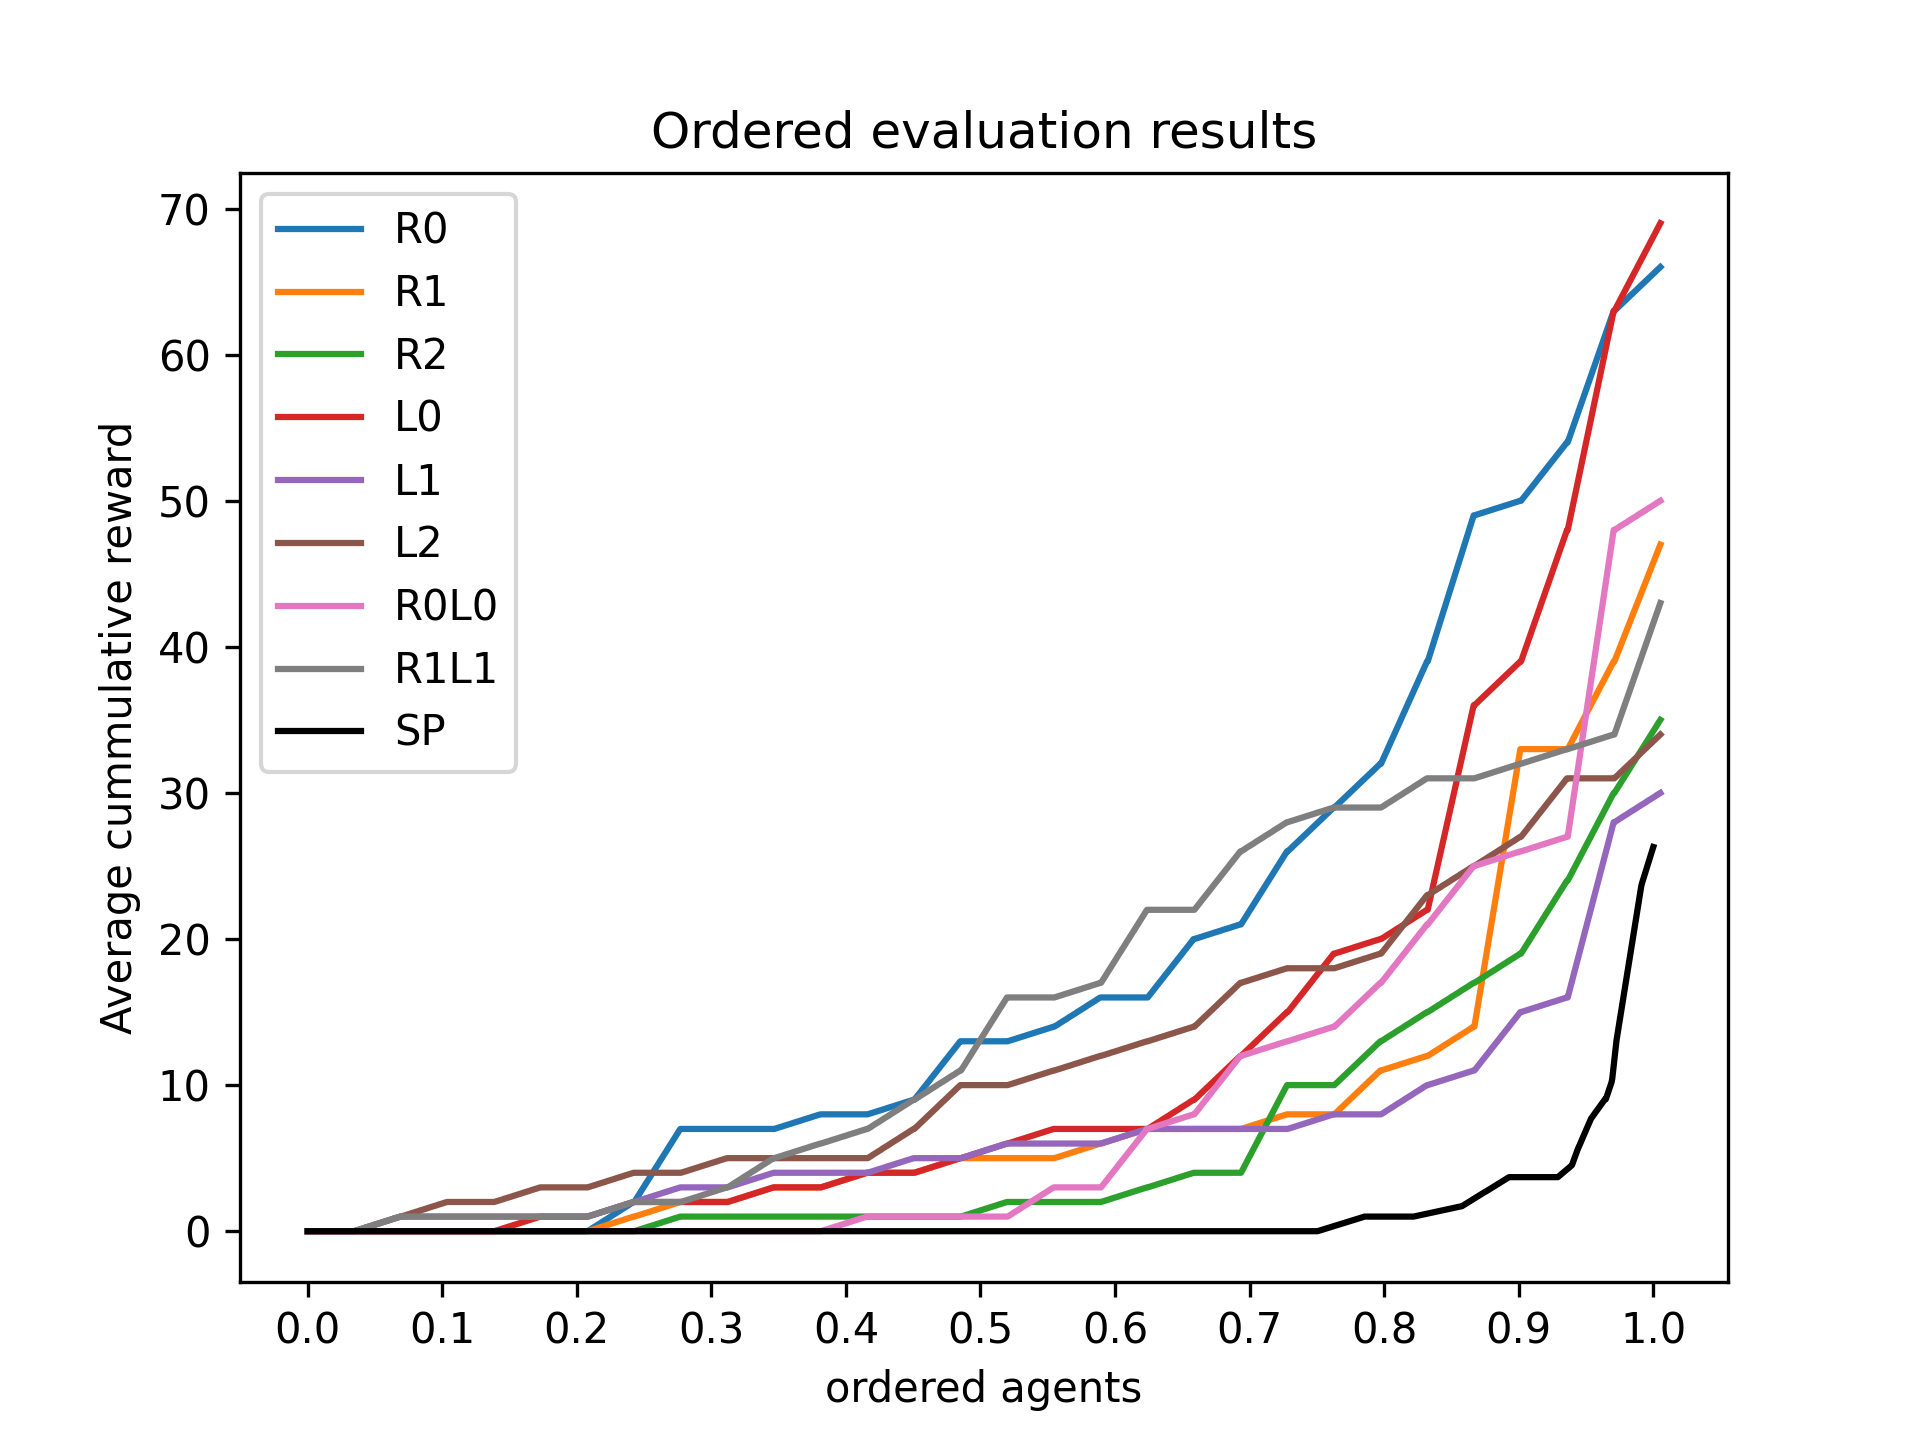 Ordered evaluation results
70
60
50
40
30
20
10
0
Average cummulative reward
R0
R1
R2
L0
L1
L2
R0L0
R1L1
SP
0.0 0.1 0.2 0.3 0.4 0.5 0.6 0.7 0.8 0.9 1.0
ordered agents